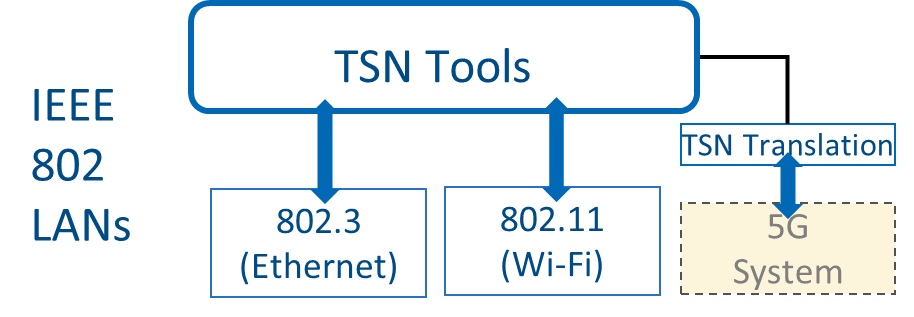 TSN Tools
IEEE
802
LANs
TSN Translation
802.3
(Ethernet)
802.11
(Wi-Fi)
5G
System